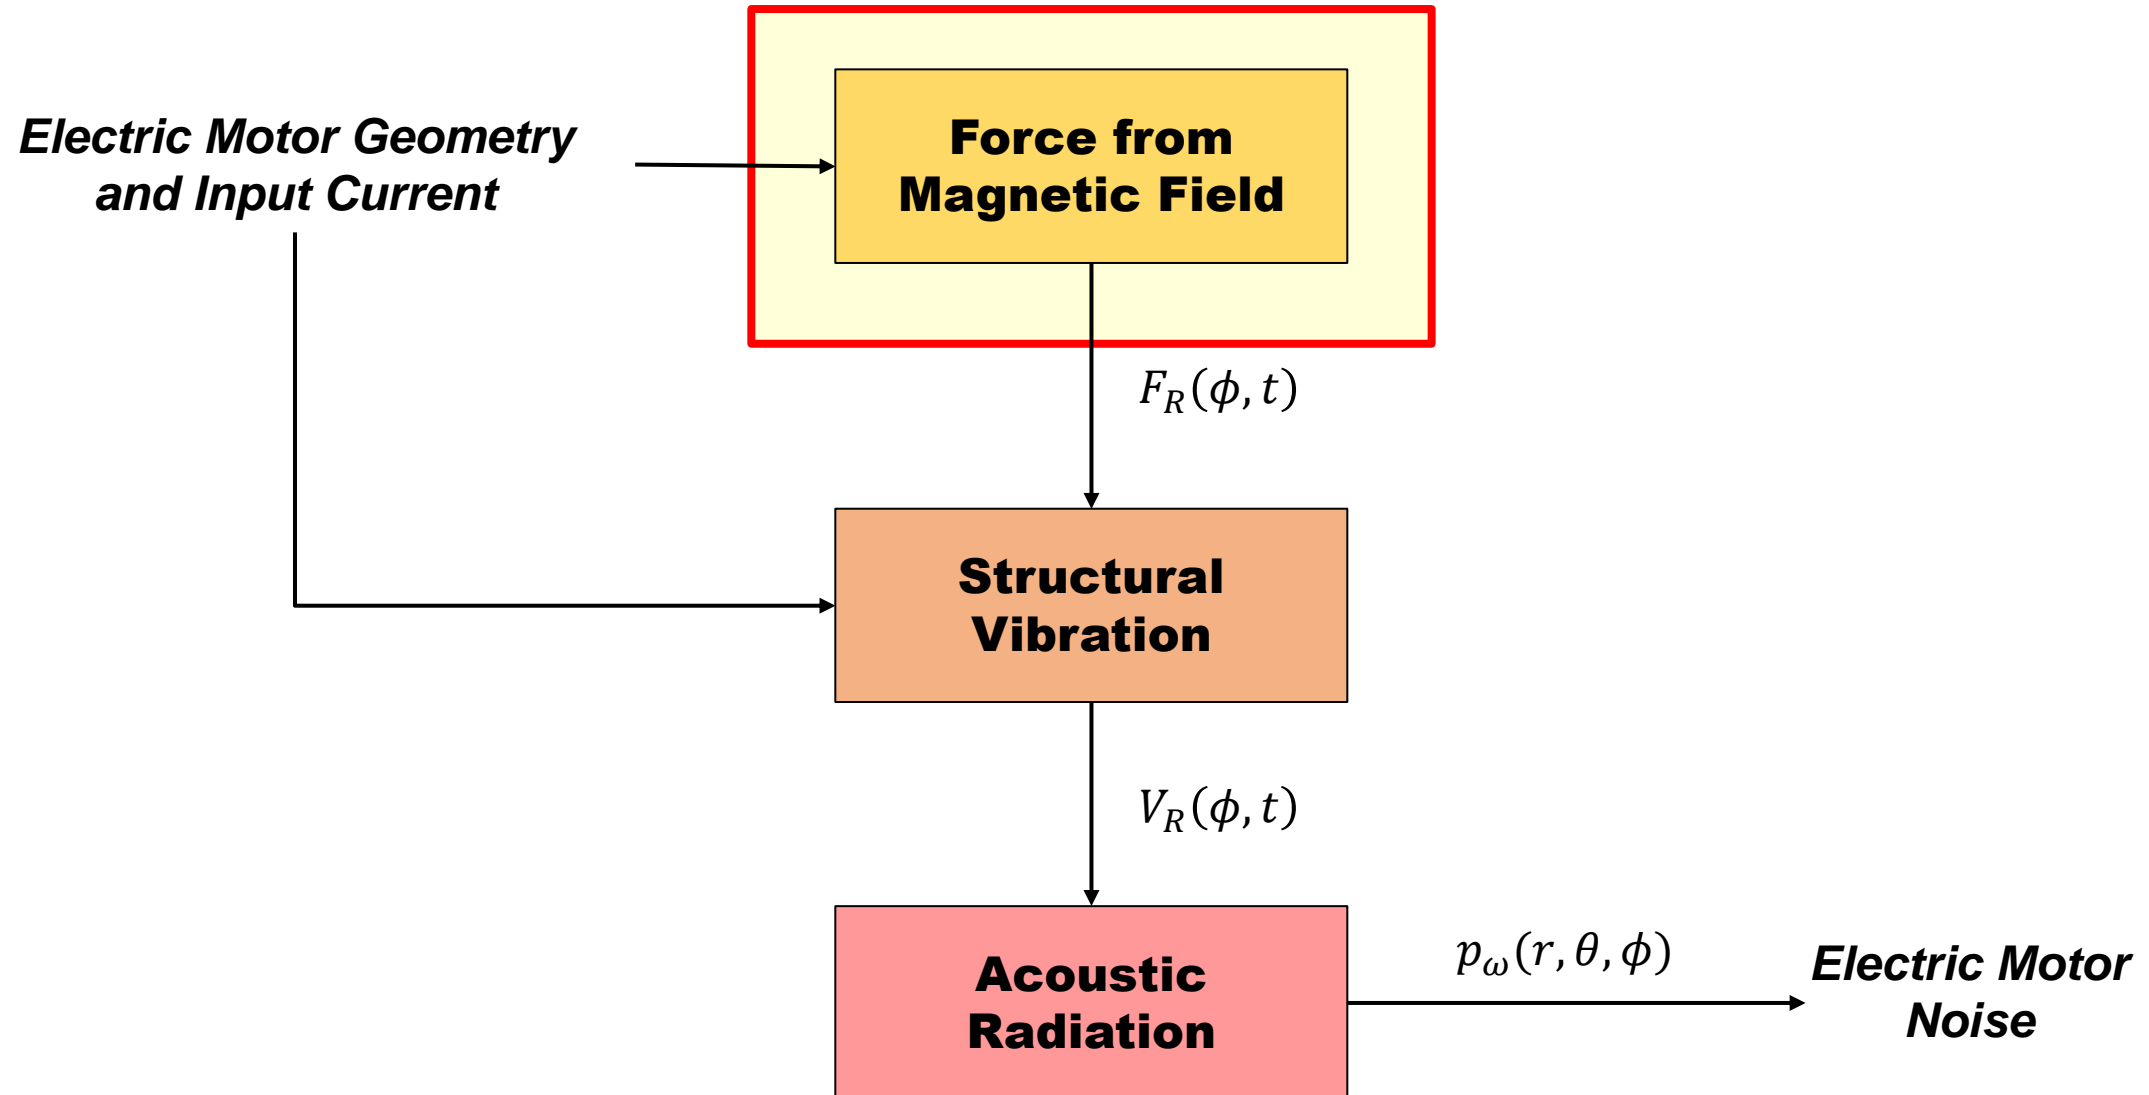 Electric Motor Geometry
and Input Current
Force from
Magnetic Field
F_R(ϕ, t)
Structural
Vibration
V_R(ϕ, t)
Acoustic
Radiation
p_ω(r, θ, ϕ)
Electric Motor
Noise